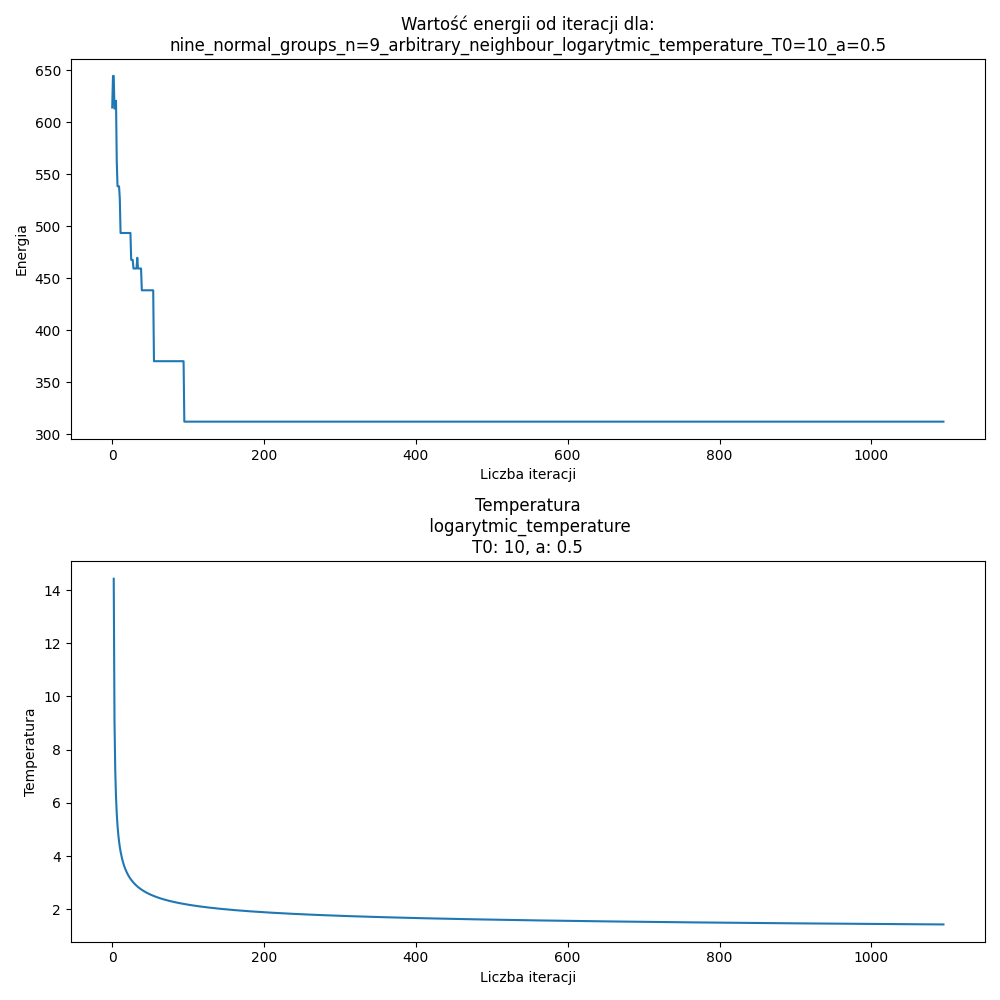 Wartość energii od iteracji dla:
nine_normal_groups_n=9_arbitrary_neighbour_logarytmic_temperature_T0=10_a=0.5
650
600
550
500
450
400
350
300
Energia
0 200 400 600 800 1000
Liczba iteracji
Temperatura
logarytmic_temperature
T0: 10, a: 0.5
14
12
10
8
6
4
2
Temperatura
0 200 400 600 800 1000
Liczba iteracji